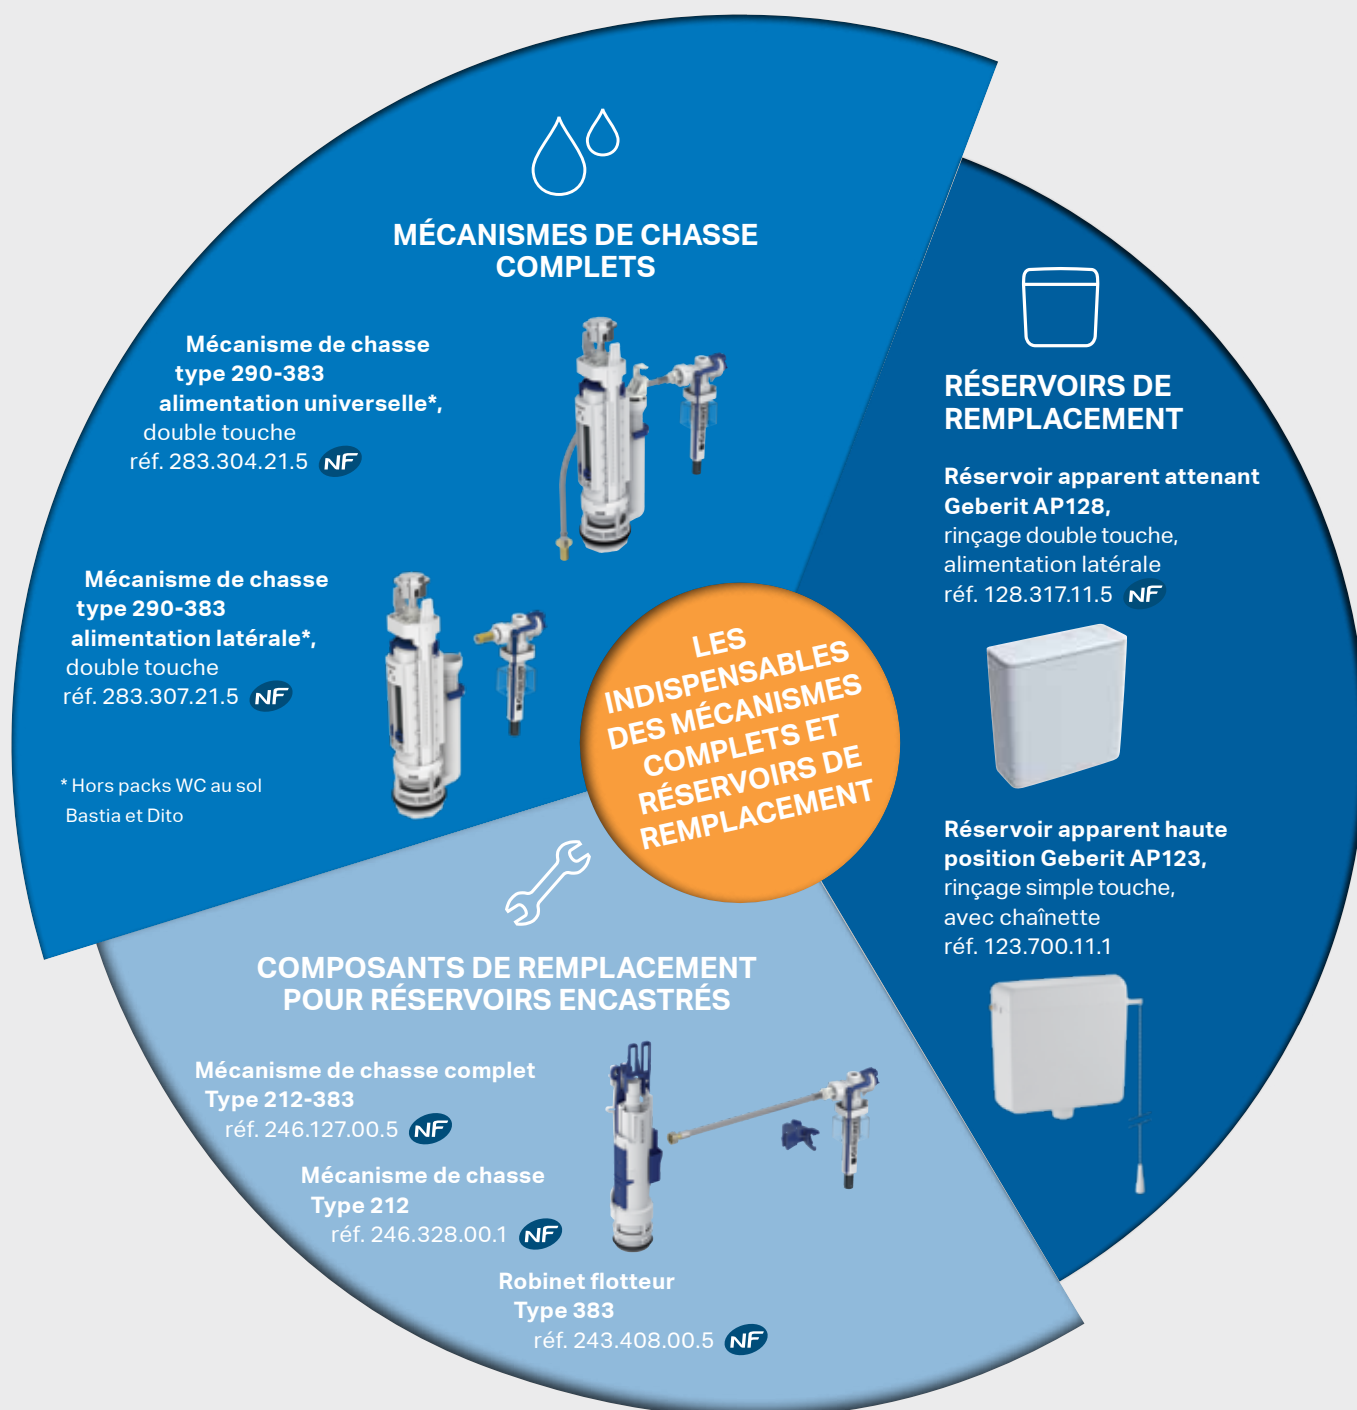 MÉCANISMES DE CHASSE
COMPLETS
Mécanisme de chasse
type 290-383
alimentation universelle*,
double touche
réf. 283.304.21.5 NF
Mécanisme de chasse
type 290-383
alimentation latérale*,
double touche
réf. 283.307.21.5 NF
* Hors packs WC au sol
Bastia et Dito
RÉSERVOIRS DE
REMPLACEMENT
Réservoir apparent attenant
Geberit AP128,
rinçage double touche,
alimentation latérale
réf. 128.317.11.5 NF
Réservoir apparent haute
position Geberit AP123,
rinçage simple touche,
avec chaînette
réf. 123.700.11.1
LES
INDISPENSABLES
DES MÉCANISMES
COMPLETS ET
RÉSERVOIRS DE
REMPLACEMENT
COMPOSANTS DE REMPLACEMENT
POUR RÉSERVOIRS ENCASTRÉS
Mécanisme de chasse complet
Type 212-383
réf. 246.127.00.5 NF
Mécanisme de chasse
Type 212
réf. 246.328.00.1 NF
Robinet flotteur
Type 383
réf. 243.408.00.5 NF